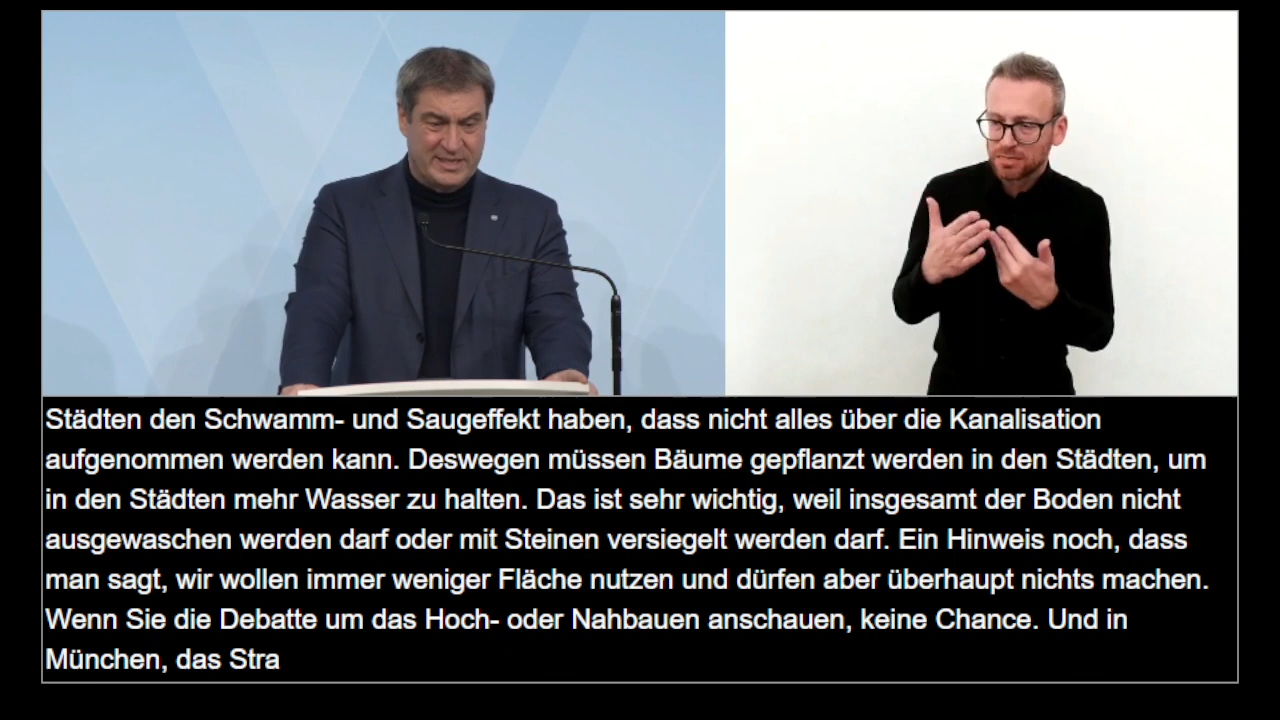 Städten den Schwamm- und Saugeffekt haben, dass nicht alles über die Kanalisation
aufgenommen werden kann. Deswegen müssen Bäume gepflanzt werden in den Städten, um
in den Städten mehr Wasser zu halten. Das ist sehr wichtig, weil insgesamt der Boden nicht
ausgewaschen werden darf oder mit Steinen versiegelt werden darf. Ein Hinweis noch, dass
man sagt, wir wollen immer weniger Fläche nutzen und dürfen aber überhaupt nichts machen.
Wenn Sie die Debatte um das Hoch- oder Nahbauen anschauen, keine Chance. Und in
München, das Stra